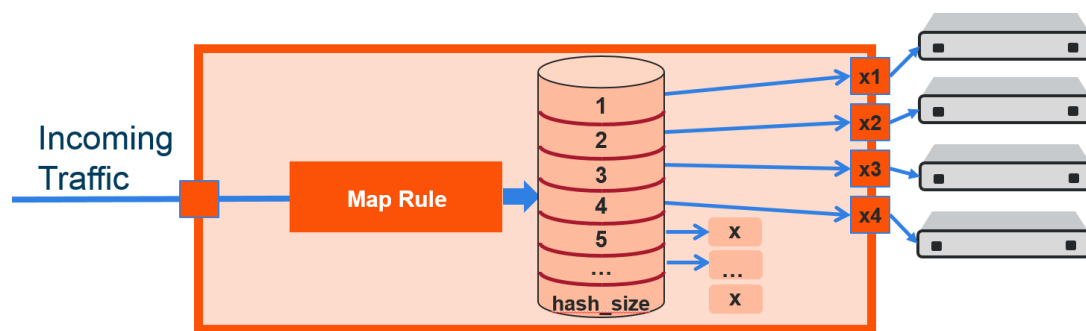 Incoming
Traffic
Map Rule
1
2
3
4
5
...
hash_size
x1
x2
x3
x4
x
...
x